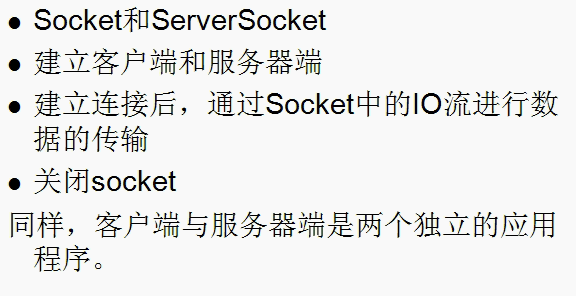 ● Socket和ServerSocket
● 建立客户端和服务器端
● 建立连接后，通过Socket中的IO流进行数
据的传输
● 关闭socket
同样，客户端与服务器端是两个独立的应用
程序。